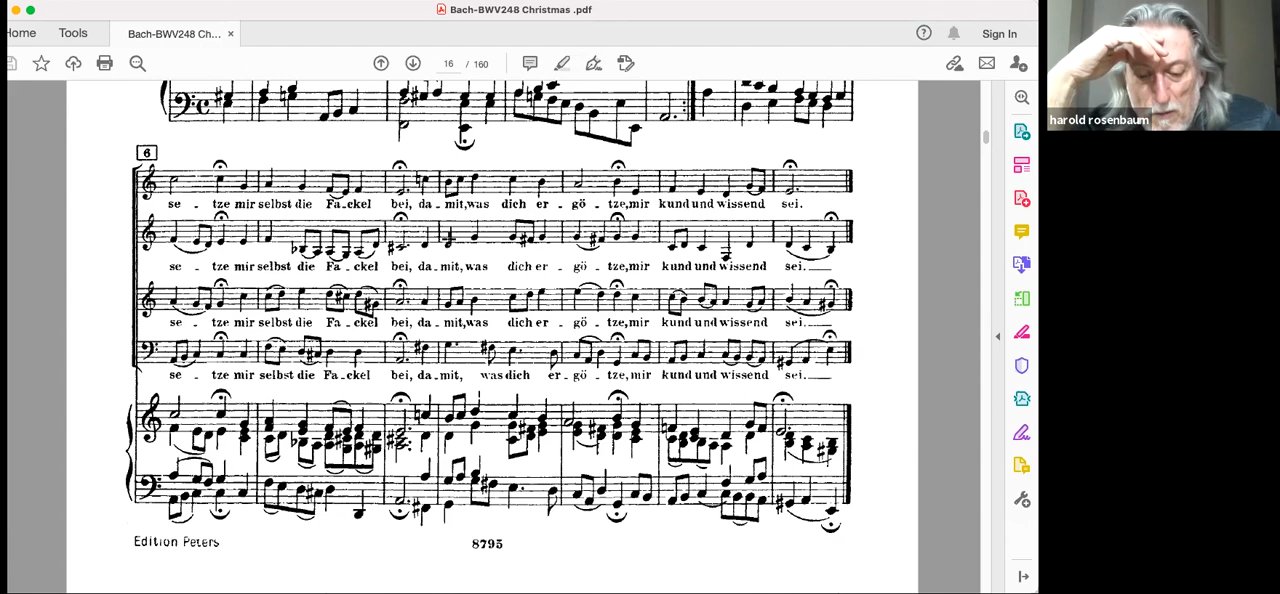 Bach-BWV248 Christmas .pdf
Home
Tools
Bach-BWV248 Ch... ×
Sign In
16 / 160
harold rosenbaum
6
se - tze mir selbst die Fa-ckel bei, da-mit, was dich er - gö - tze, mir kund und wissend sei.
se - tze mir selbst die Fa-ckel bei, da-mit, was dich er - gö - tze, mir kund und wissend sei.
se - tze mir selbst die Fa-ckel bei, da-mit, was dich er - gö - tze, mir kund und wissend sei.
se - tze mir selbst die Fa-ckel bei, da-mit, was dich er - gö - tze, mir kund und wissend sei.
Edition Peters
8795